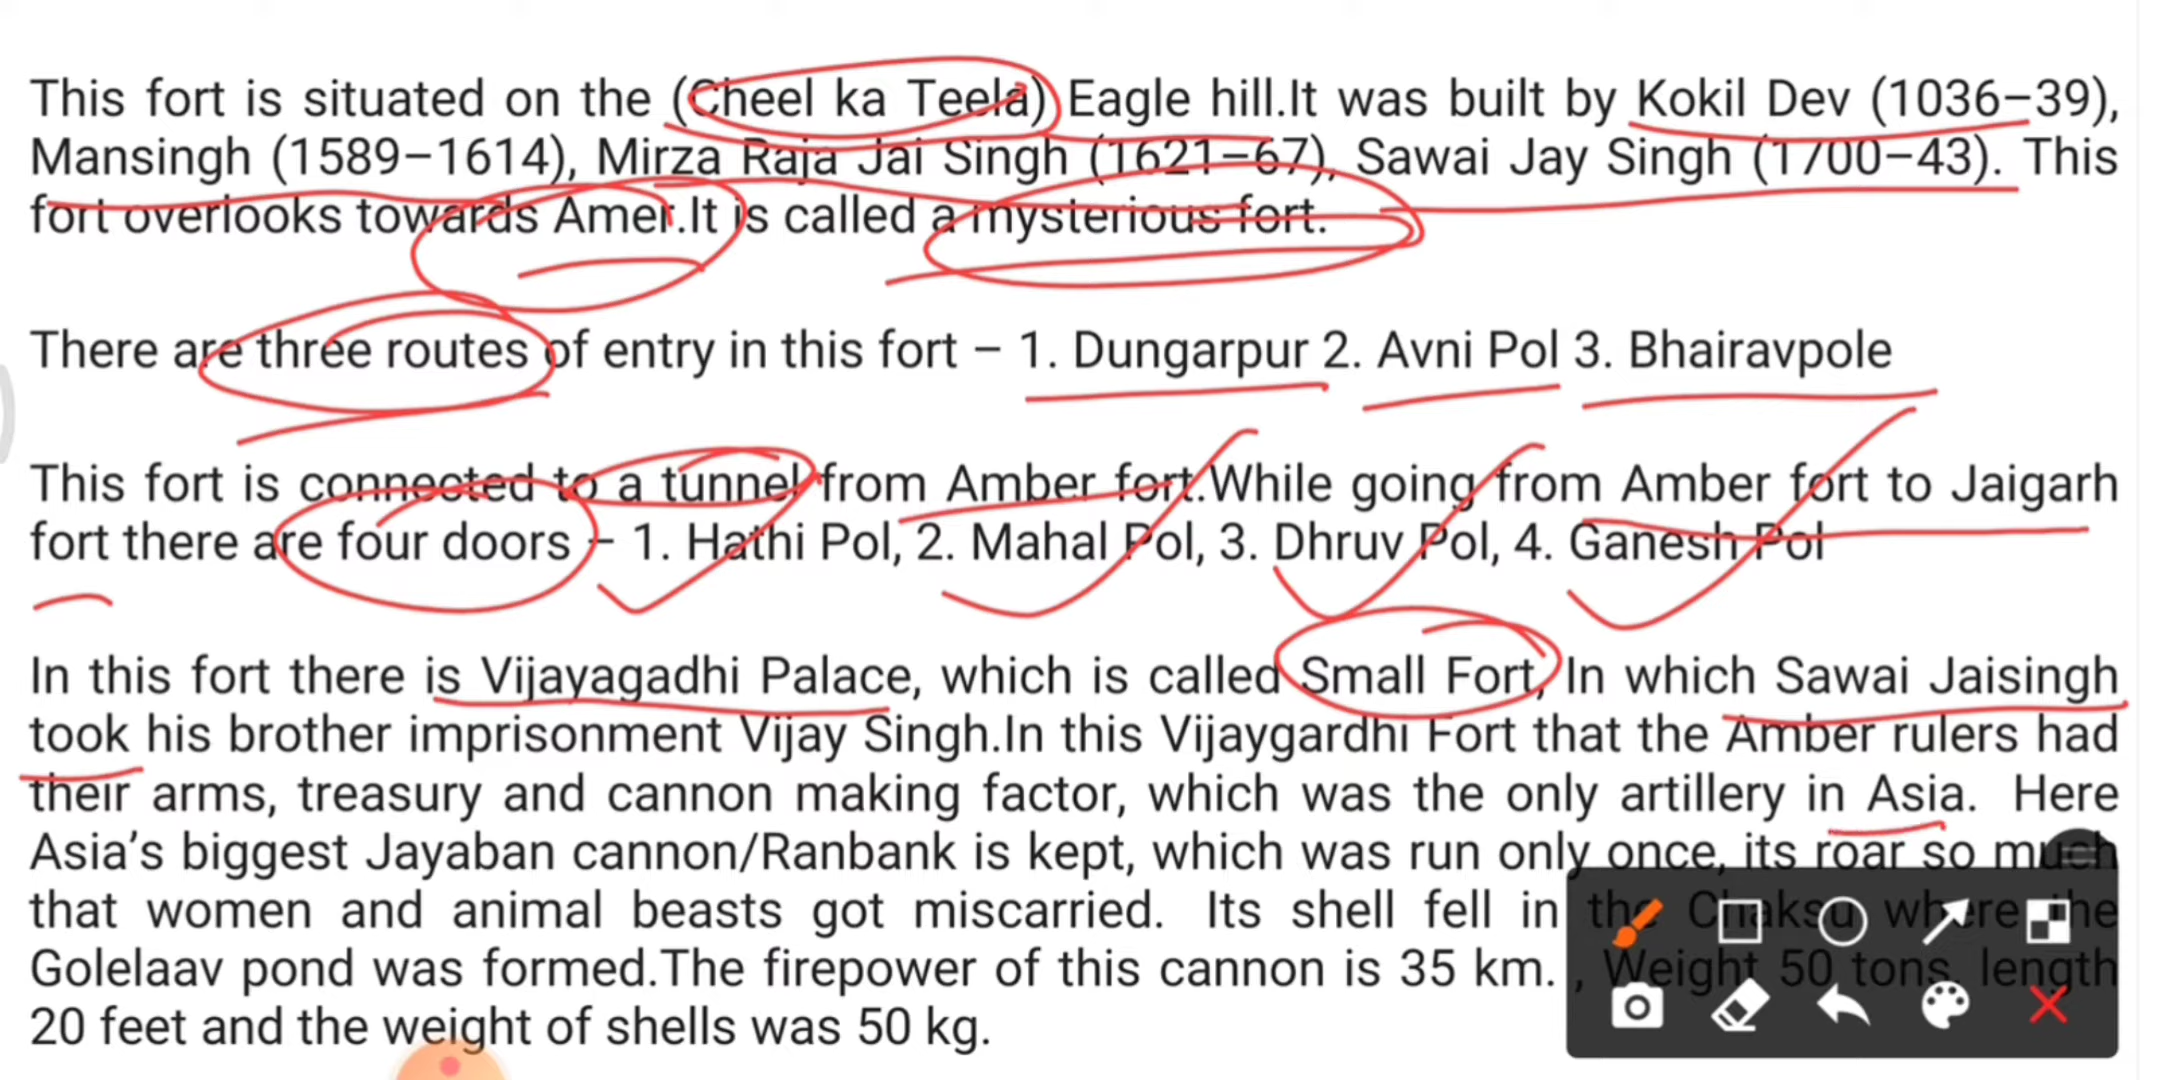 This fort is situated on the (Cheel ka Teela) Eagle hill.It was built by Kokil Dev (1036–39),
Mansingh (1589–1614), Mirza Raja Jai Singh (1621–67), Sawai Jay Singh (1700–43). This
fort overlooks towards Amer.It is called a mysterious fort.
There are three routes of entry in this fort – 1. Dungarpur 2. Avni Pol 3. Bhairavpole
This fort is connected to a tunnel from Amber fort.While going from Amber fort to Jaigarh
fort there are four doors – 1. Hathi Pol, 2. Mahal Pol, 3. Dhruv Pol, 4. Ganesh Pol
In this fort there is Vijayagadhi Palace, which is called Small Fort, In which Sawai Jaisingh
took his brother imprisonment Vijay Singh.In this Vijaygardhi Fort that the Amber rulers had
their arms, treasury and cannon making factor, which was the only artillery in Asia. Here
Asia’s biggest Jayaban cannon/Ranbank is kept, which was run only once, its roar so much
that women and animal beasts got miscarried. Its shell fell in the Chaksu where the
Golelaav pond was formed.The firepower of this cannon is 35 km. , Weight 50 tons, length
20 feet and the weight of shells was 50 kg.